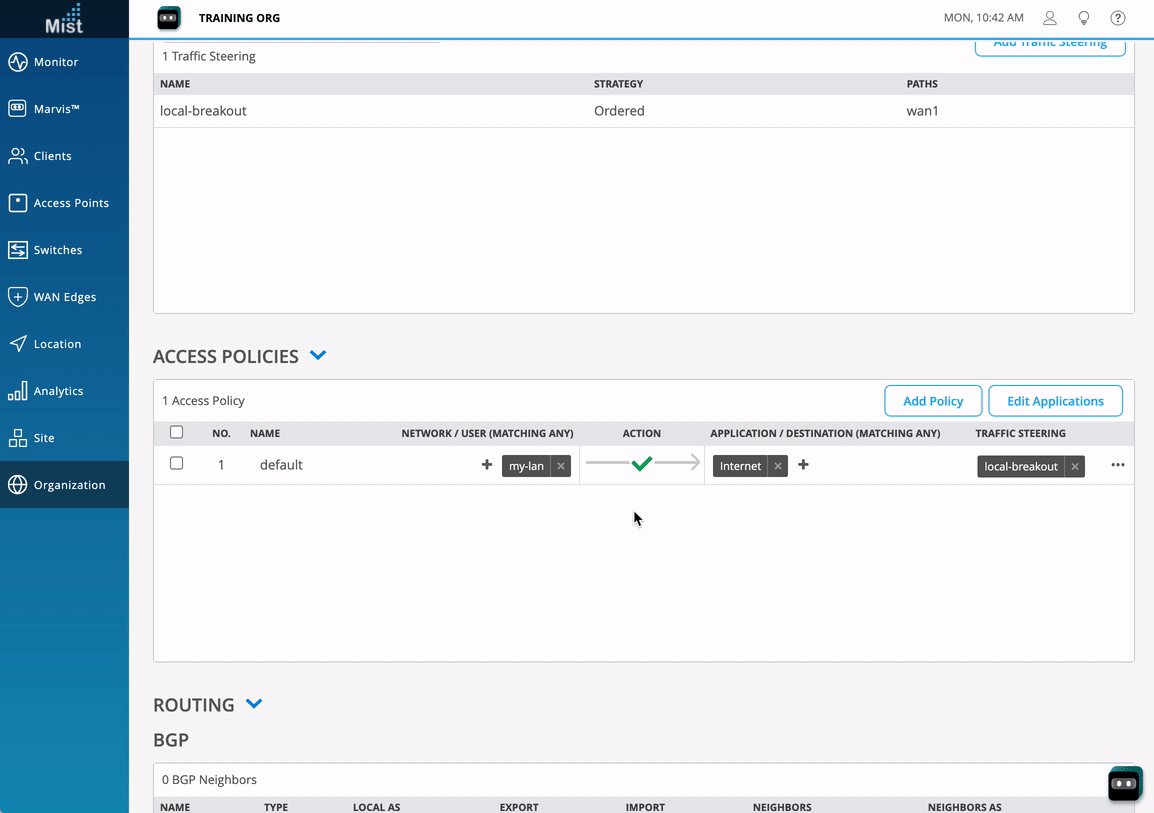 Mist
TRAINING ORG
MON, 10:42 AM
Monitor
Marvis™
Clients
Access Points
Switches
WAN Edges
Location
Analytics
Site
Organization
Add Traffic Steering
1 Traffic Steering
NAME STRATEGY PATHS
local-breakout Ordered wan1
ACCESS POLICIES
1 Access Policy
Add Policy Edit Applications
NO. NAME NETWORK / USER (MATCHING ANY) ACTION APPLICATION / DESTINATION (MATCHING ANY) TRAFFIC STEERING
1 default + my-lan × Internet × + local-breakout × ...
ROUTING
BGP
0 BGP Neighbors
NAME TYPE LOCAL AS EXPORT IMPORT NEIGHBORS NEIGHBORS AS